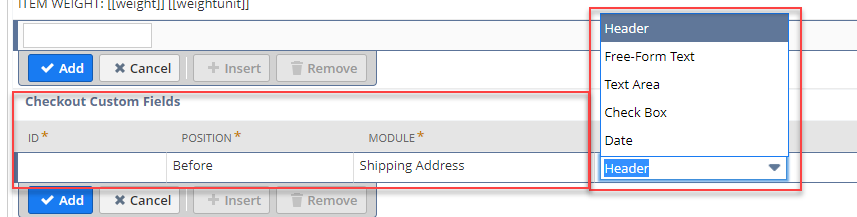 ITEM WEIGHT: [[weight]] [[weightunit]]
Header
Free-Form Text
Text Area
Check Box
Date
Header
Add Cancel Insert Remove
Checkout Custom Fields
ID* POSITION* MODULE*
Before Shipping Address
Add Cancel Insert Remove